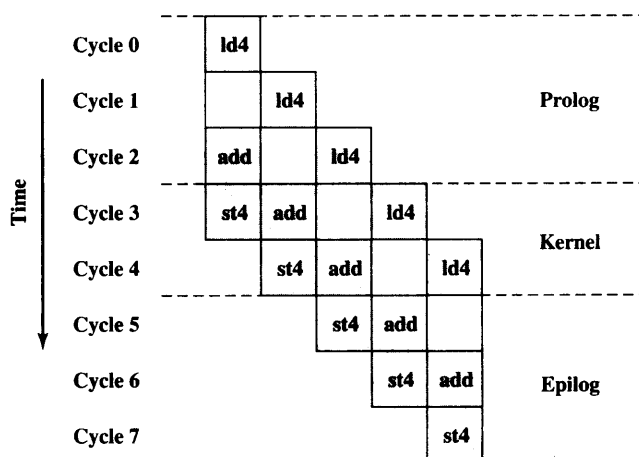 Cycle 0 ld4
Cycle 1 ld4 Prolog
Cycle 2 add ld4
Cycle 3 st4 add ld4
Kernel
Cycle 4 st4 add ld4
Cycle 5 st4 add
Cycle 6 st4 add Epilog
Cycle 7 st4
Time